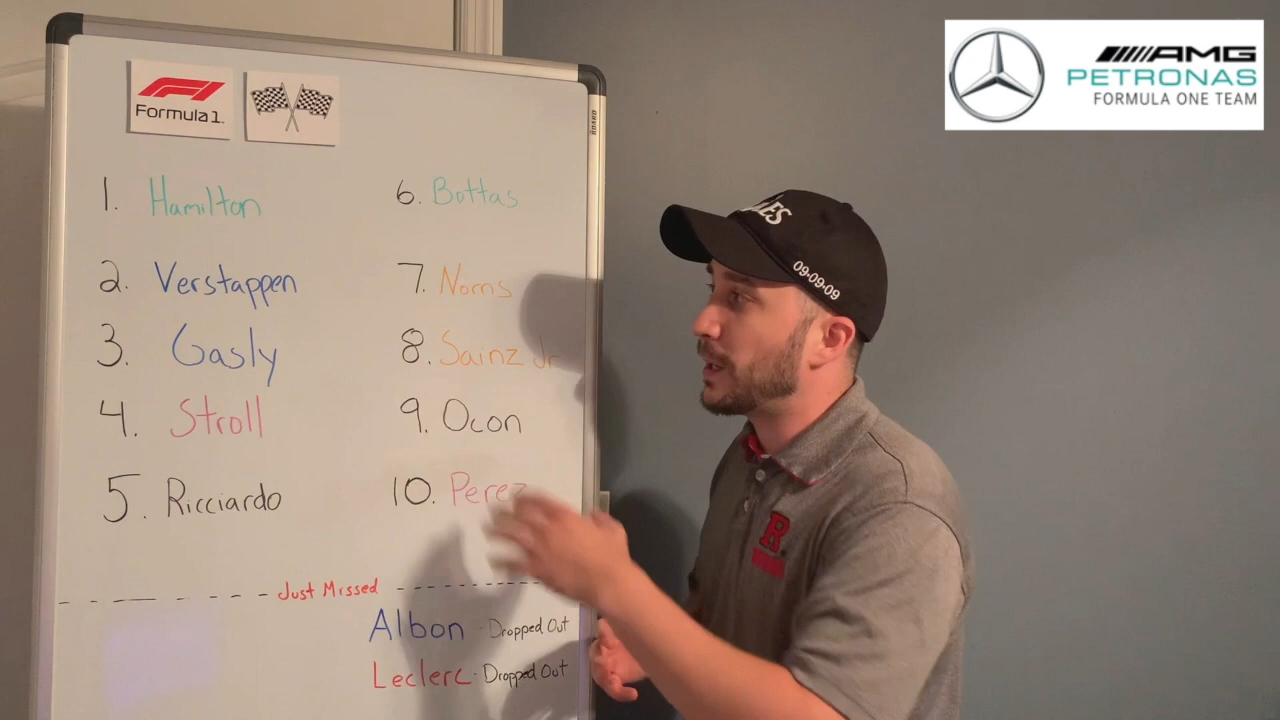 AMG
PETRONAS
FORMULA ONE TEAM
F1
Formula 1
BOARD
1. Hamilton
2. Verstappen
3. Gasly
4. Stroll
5. Ricciardo
6. Bottas
7. Norris
8. Sainz Jr
9. Ocon
10. Perez
Just Missed
Albon - Dropped Out
Leclerc - Dropped Out
09-09-09
R